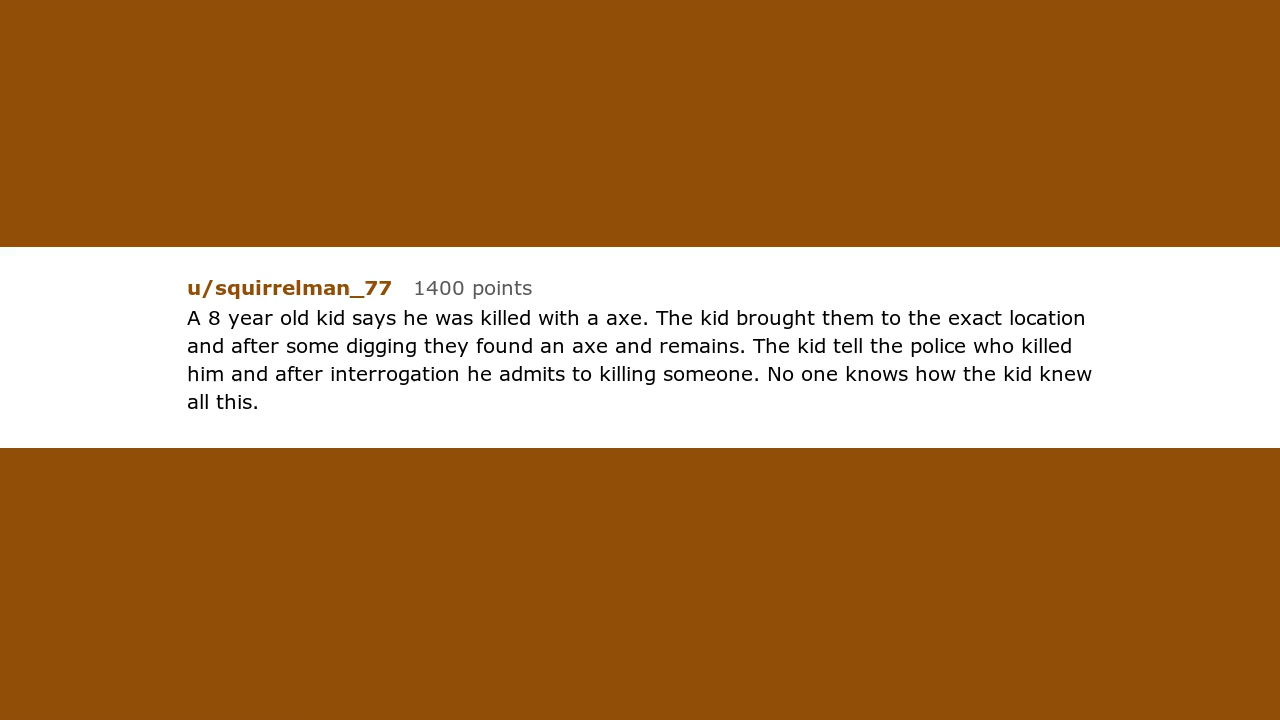 u/squirrelman_77 1400 points
A 8 year old kid says he was killed with a axe. The kid brought them to the exact location
and after some digging they found an axe and remains. The kid tell the police who killed
him and after interrogation he admits to killing someone. No one knows how the kid knew
all this.